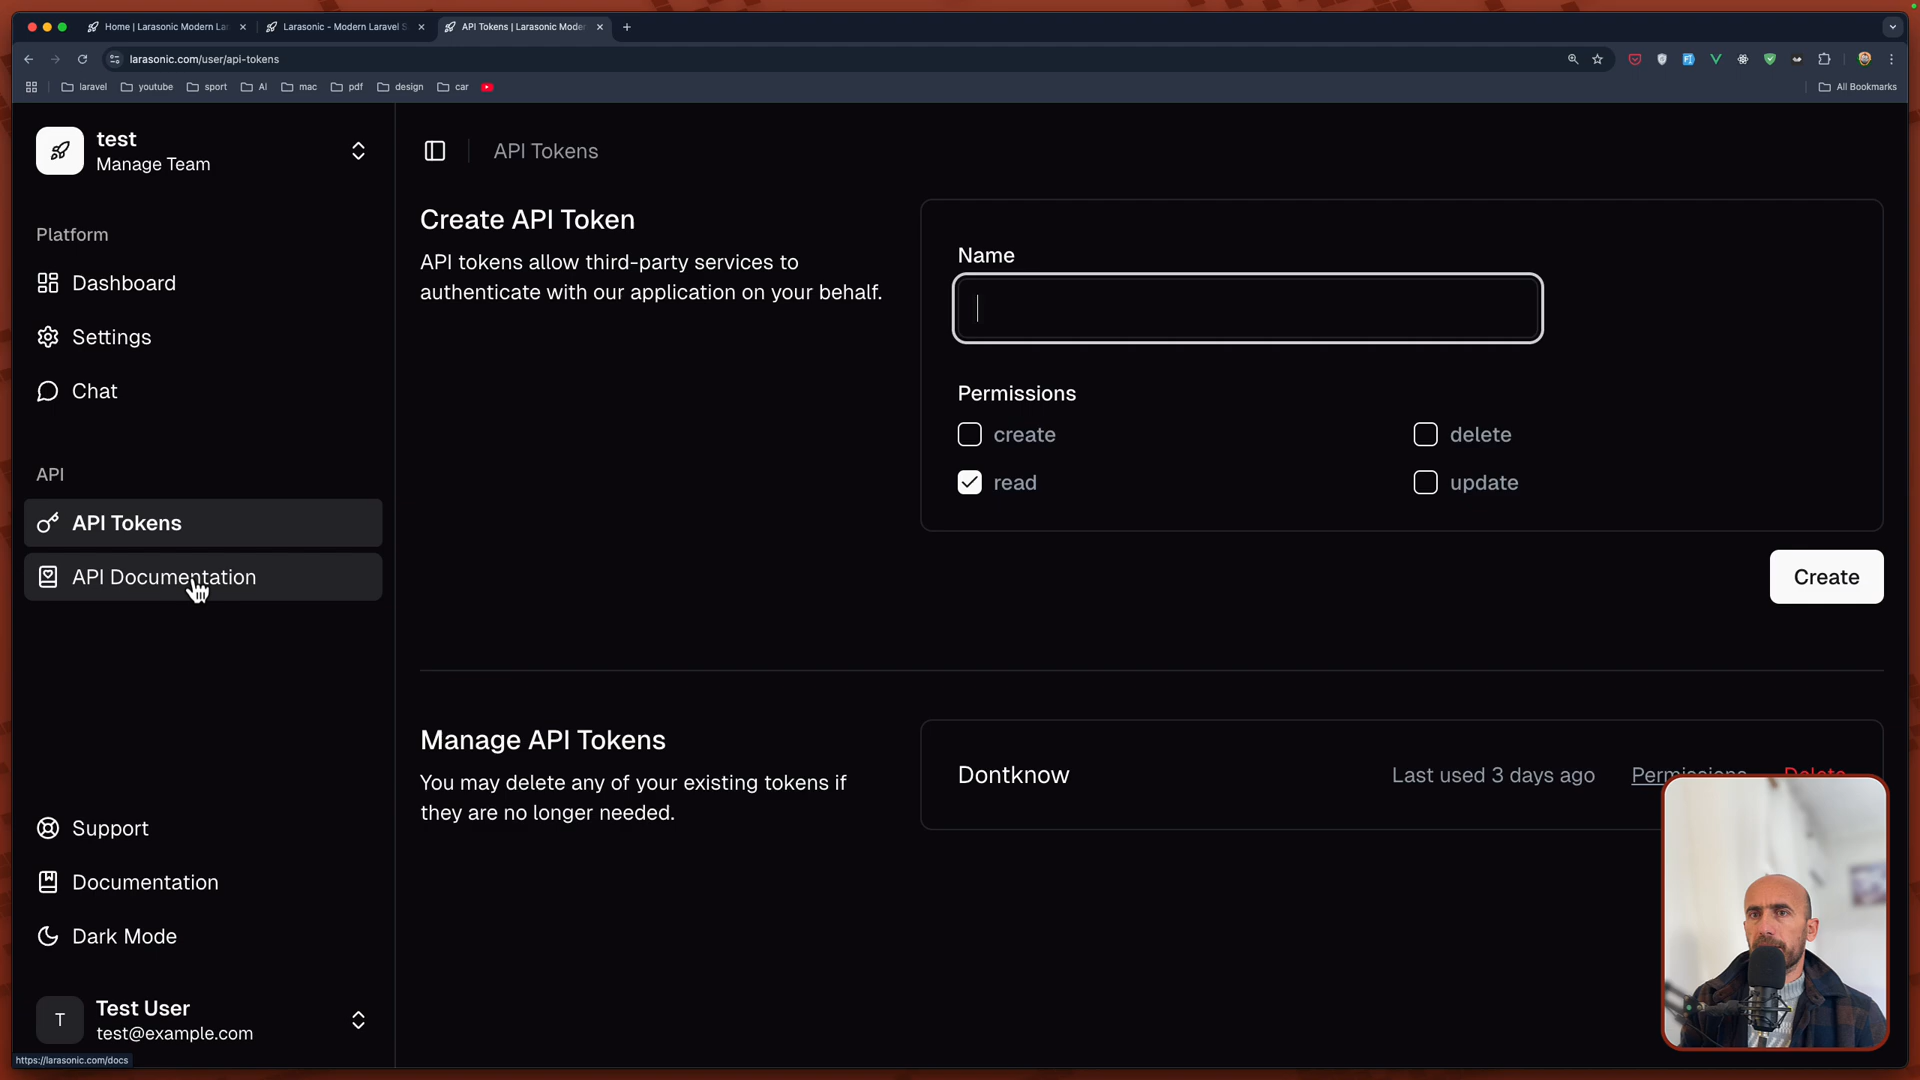 Home | Larasonic Modern La
Larasonic - Modern Laravel S
API Tokens | Larasonic Moder
larasonic.com/user/api-tokens
laravel
youtube
sport
AI
mac
pdf
design
car
All Bookmarks
test
Manage Team
Platform
Dashboard
Settings
Chat
API
API Tokens
API Documentation
Support
Documentation
Dark Mode
T
Test User
test@example.com
https://larasonic.com/docs
API Tokens
Create API Token
API tokens allow third-party services to
authenticate with our application on your behalf.
Name
Permissions
create
delete
read
update
Create
Manage API Tokens
You may delete any of your existing tokens if
they are no longer needed.
Dontknow
Last used 3 days ago
Permissions
Delete